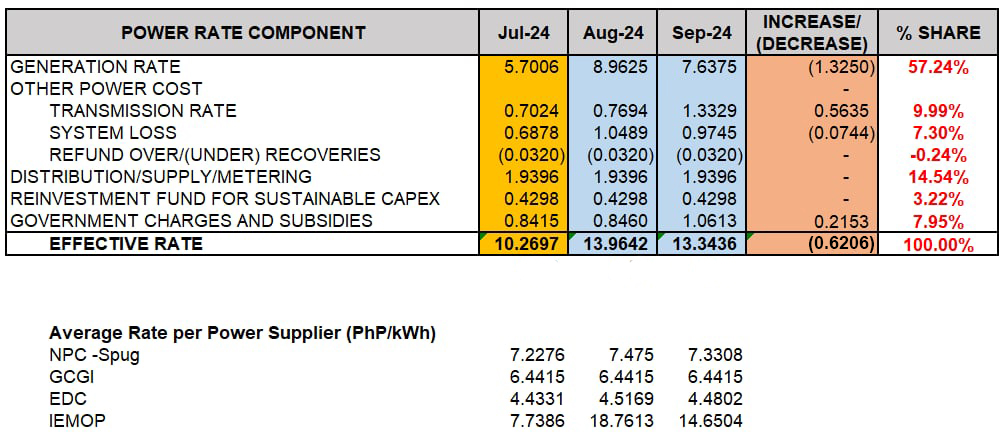 POWER RATE COMPONENT Jul-24 Aug-24 Sep-24 INCREASE/ (DECREASE) % SHARE
GENERATION RATE 5.7006 8.9625 7.6375 (1.3250) 57.24%
OTHER POWER COST -
TRANSMISSION RATE 0.7024 0.7694 1.3329 0.5635 9.99%
SYSTEM LOSS 0.6878 1.0489 0.9745 (0.0744) 7.30%
REFUND OVER/(UNDER) RECOVERIES (0.0320) (0.0320) (0.0320) - -0.24%
DISTRIBUTION/SUPPLY/METERING 1.9396 1.9396 1.9396 - 14.54%
REINVESTMENT FUND FOR SUSTAINABLE CAPEX 0.4298 0.4298 0.4298 - 3.22%
GOVERNMENT CHARGES AND SUBSIDIES 0.8415 0.8460 1.0613 0.2153 7.95%
EFFECTIVE RATE 10.2697 13.9642 13.3436 (0.6206) 100.00%
Average Rate per Power Supplier (PhP/kWh)
NPC -Spug 7.2276 7.475 7.3308
GCGI 6.4415 6.4415 6.4415
EDC 4.4331 4.5169 4.4802
IEMOP 7.7386 18.7613 14.6504